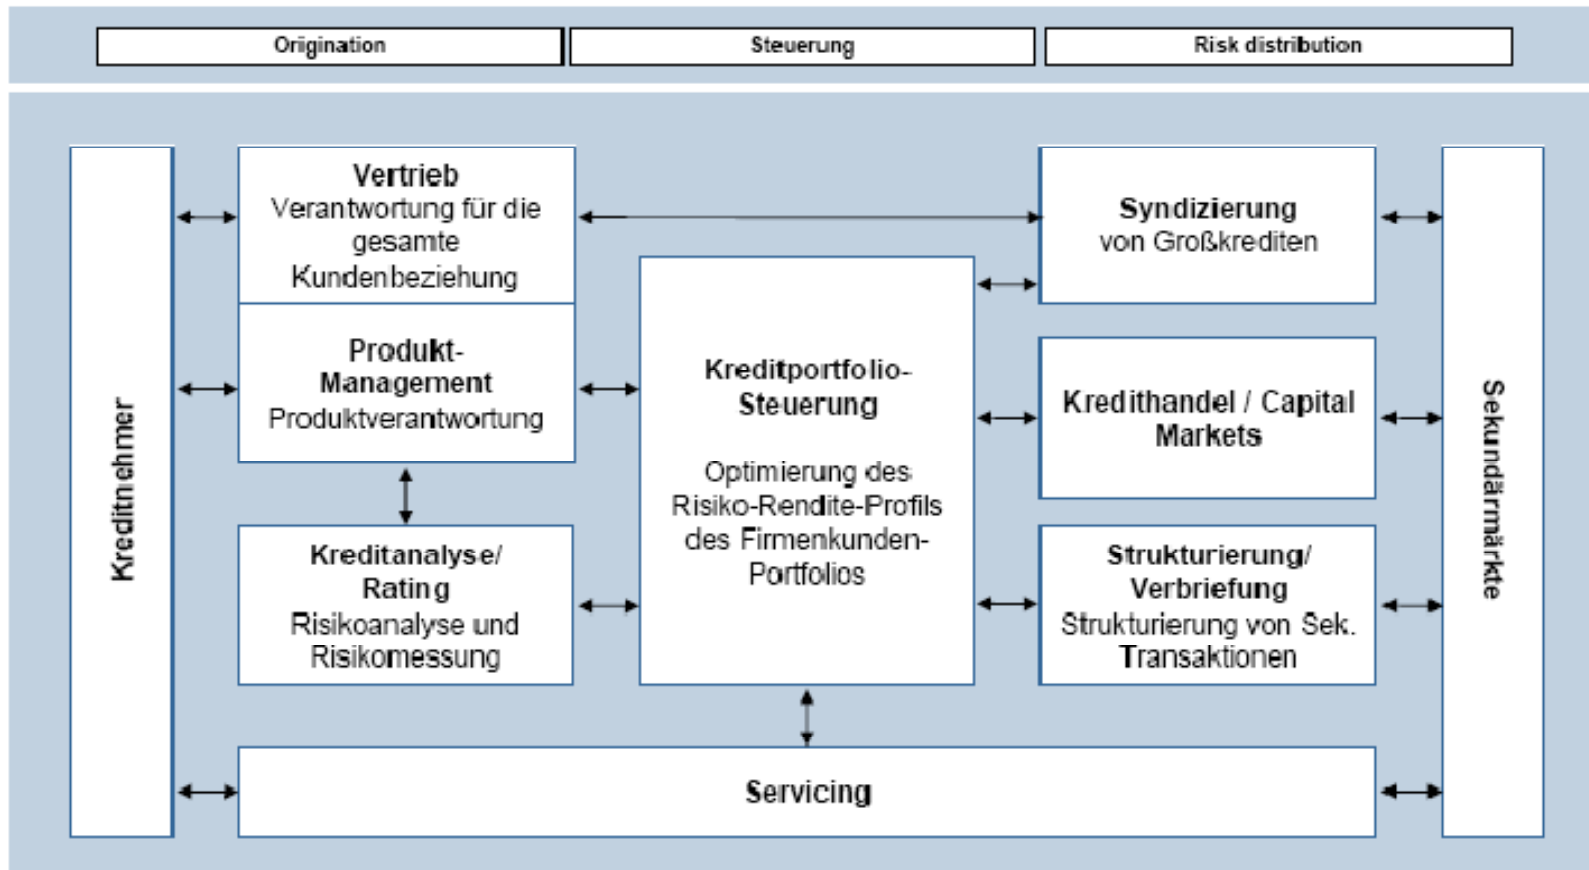 Origination
Steuerung
Risk distribution
Kreditnehmer
Vertrieb
Verantwortung für die
gesamte
Kundenbeziehung
Produkt-
Management
Produktverantwortung
Kreditanalyse/
Rating
Risikoanalyse und
Risikomessung
Kreditportfolio-
Steuerung
Optimierung des
Risiko-Rendite-Profils
des Firmenkunden-
Portfolios
Syndizierung
von Großkrediten
Kredithandel / Capital
Markets
Strukturierung/
Verbriefung
Strukturierung von Sek.
Transaktionen
Sekundärmärkte
Servicing